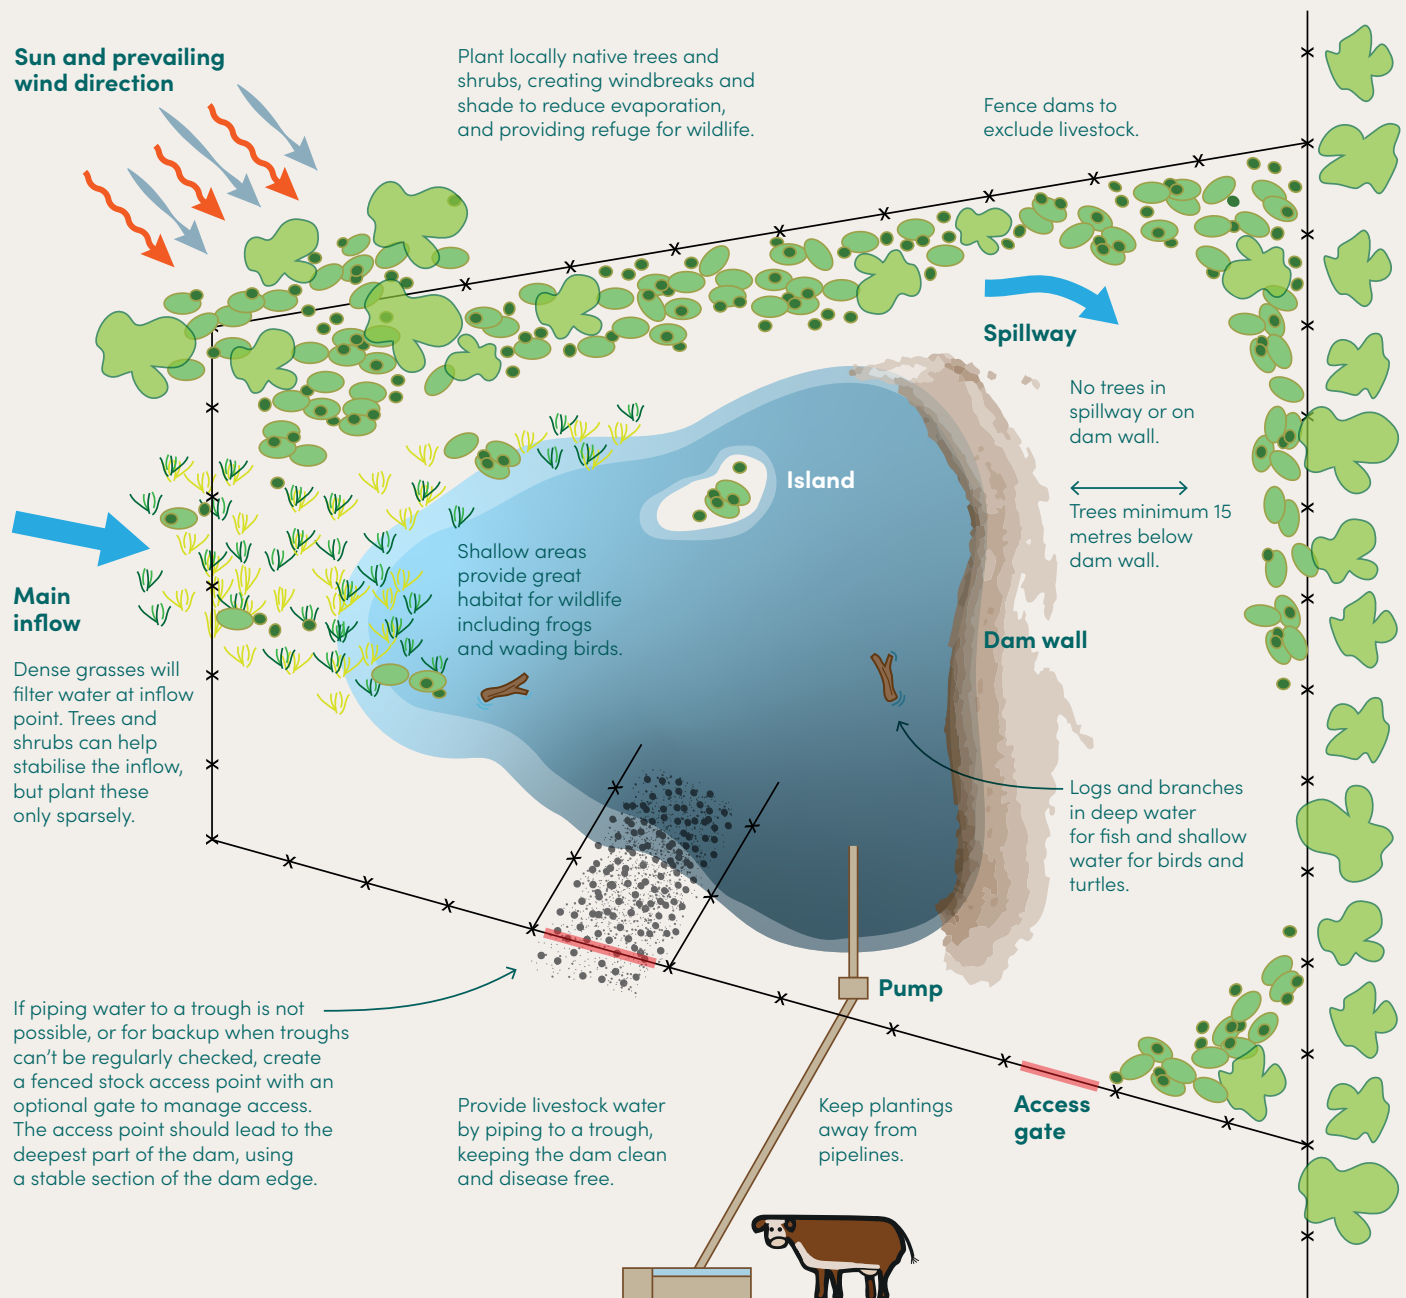 Sun and prevailing
wind direction
Plant locally native trees and
shrubs, creating windbreaks and
shade to reduce evaporation,
and providing refuge for wildlife.
Fence dams to
exclude livestock.
Spillway
No trees in
spillway or on
dam wall.
Island
Trees minimum 15
metres below
dam wall.
Shallow areas
provide great
habitat for wildlife
including frogs
and wading birds.
Main
inflow
Dense grasses will
filter water at inflow
point. Trees and
shrubs can help
stabilise the inflow,
but plant these
only sparsely.
Dam wall
Logs and branches
in deep water
for fish and shallow
water for birds and
turtles.
Pump
If piping water to a trough is not
possible, or for backup when troughs
can’t be regularly checked, create
a fenced stock access point with an
optional gate to manage access.
The access point should lead to the
deepest part of the dam, using
a stable section of the dam edge.
Provide livestock water
by piping to a trough,
keeping the dam clean
and disease free.
Keep plantings
away from
pipelines.
Access
gate